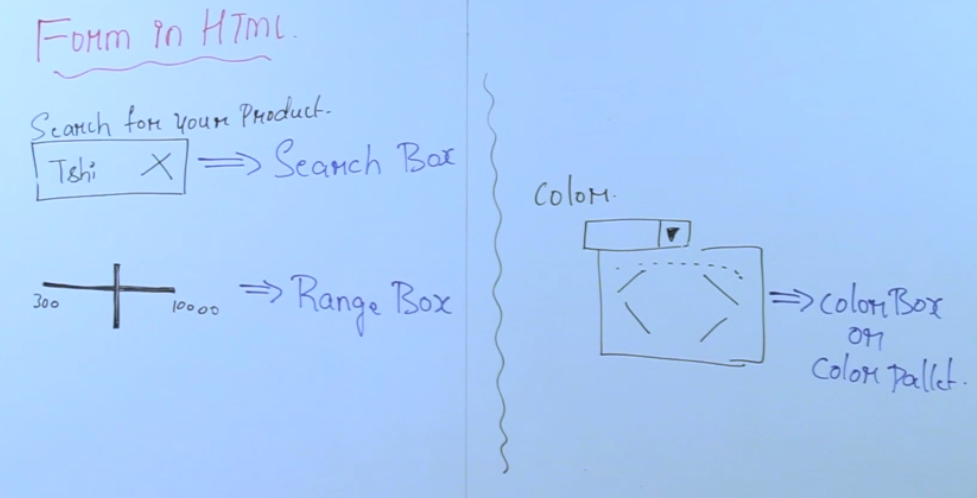 Form in HTML.
Search for your Product.
Tshi X ⇒ Search Box
300 10000 ⇒ Range Box
Color.
⇒ Color Box
or
Color Pallet.